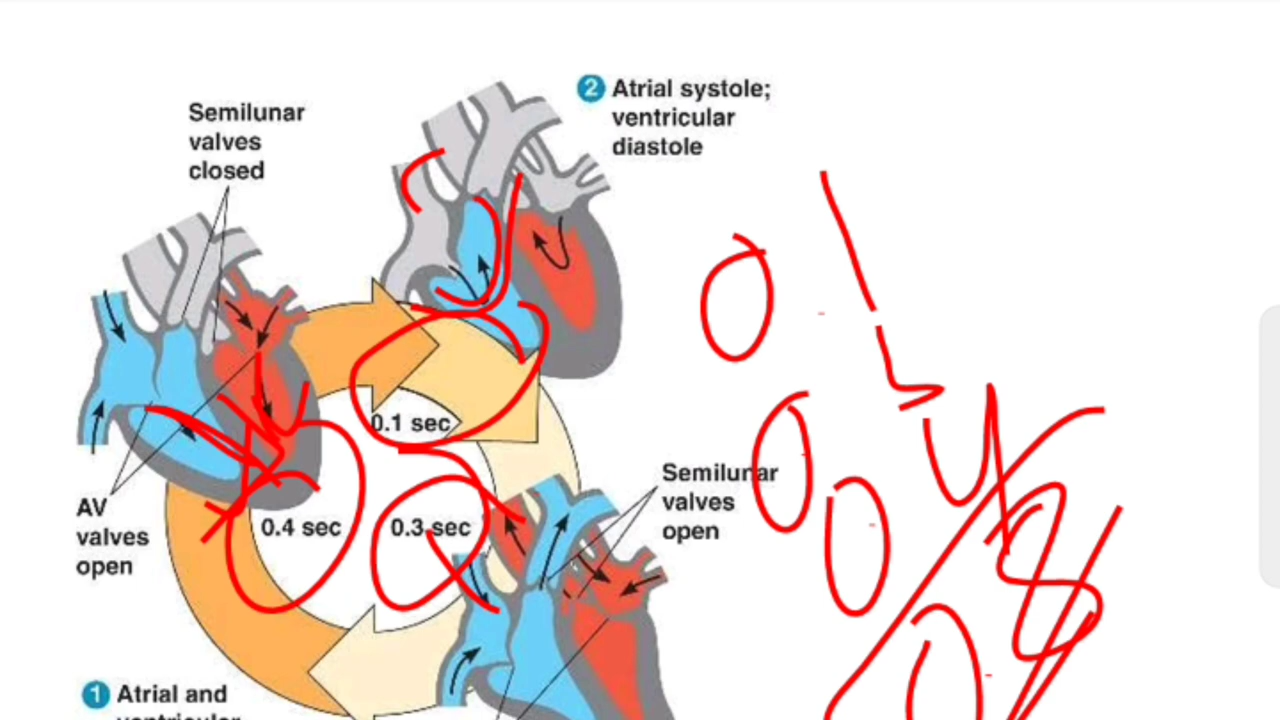 2 Atrial systole;
ventricular
diastole
Semilunar
valves
closed
0.1 sec
Semilunar
valves
open
AV
valves
open
0.4 sec
0.3 sec
1 Atrial and
ventricular